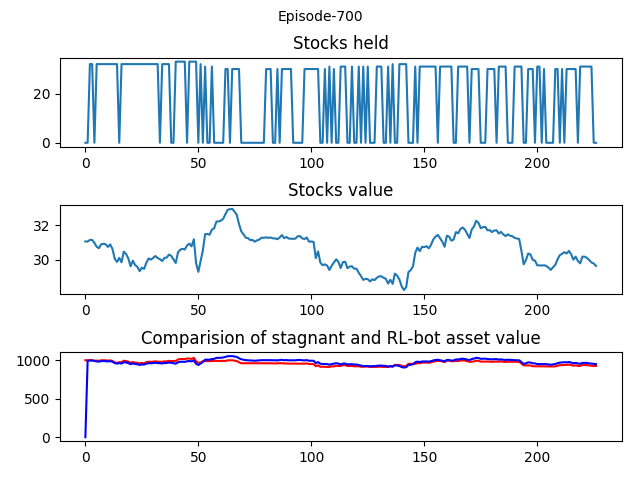 Episode-700
Stocks held
20
0
0 50 100 150 200
Stocks value
32
30
0 50 100 150 200
Comparision of stagnant and RL-bot asset value
1000
500
0
0 50 100 150 200